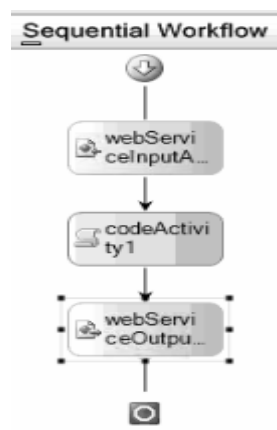 Sequential Workflow
webServi
ceInputA...
codeActivi
ty1
webServi
ceOutpu...